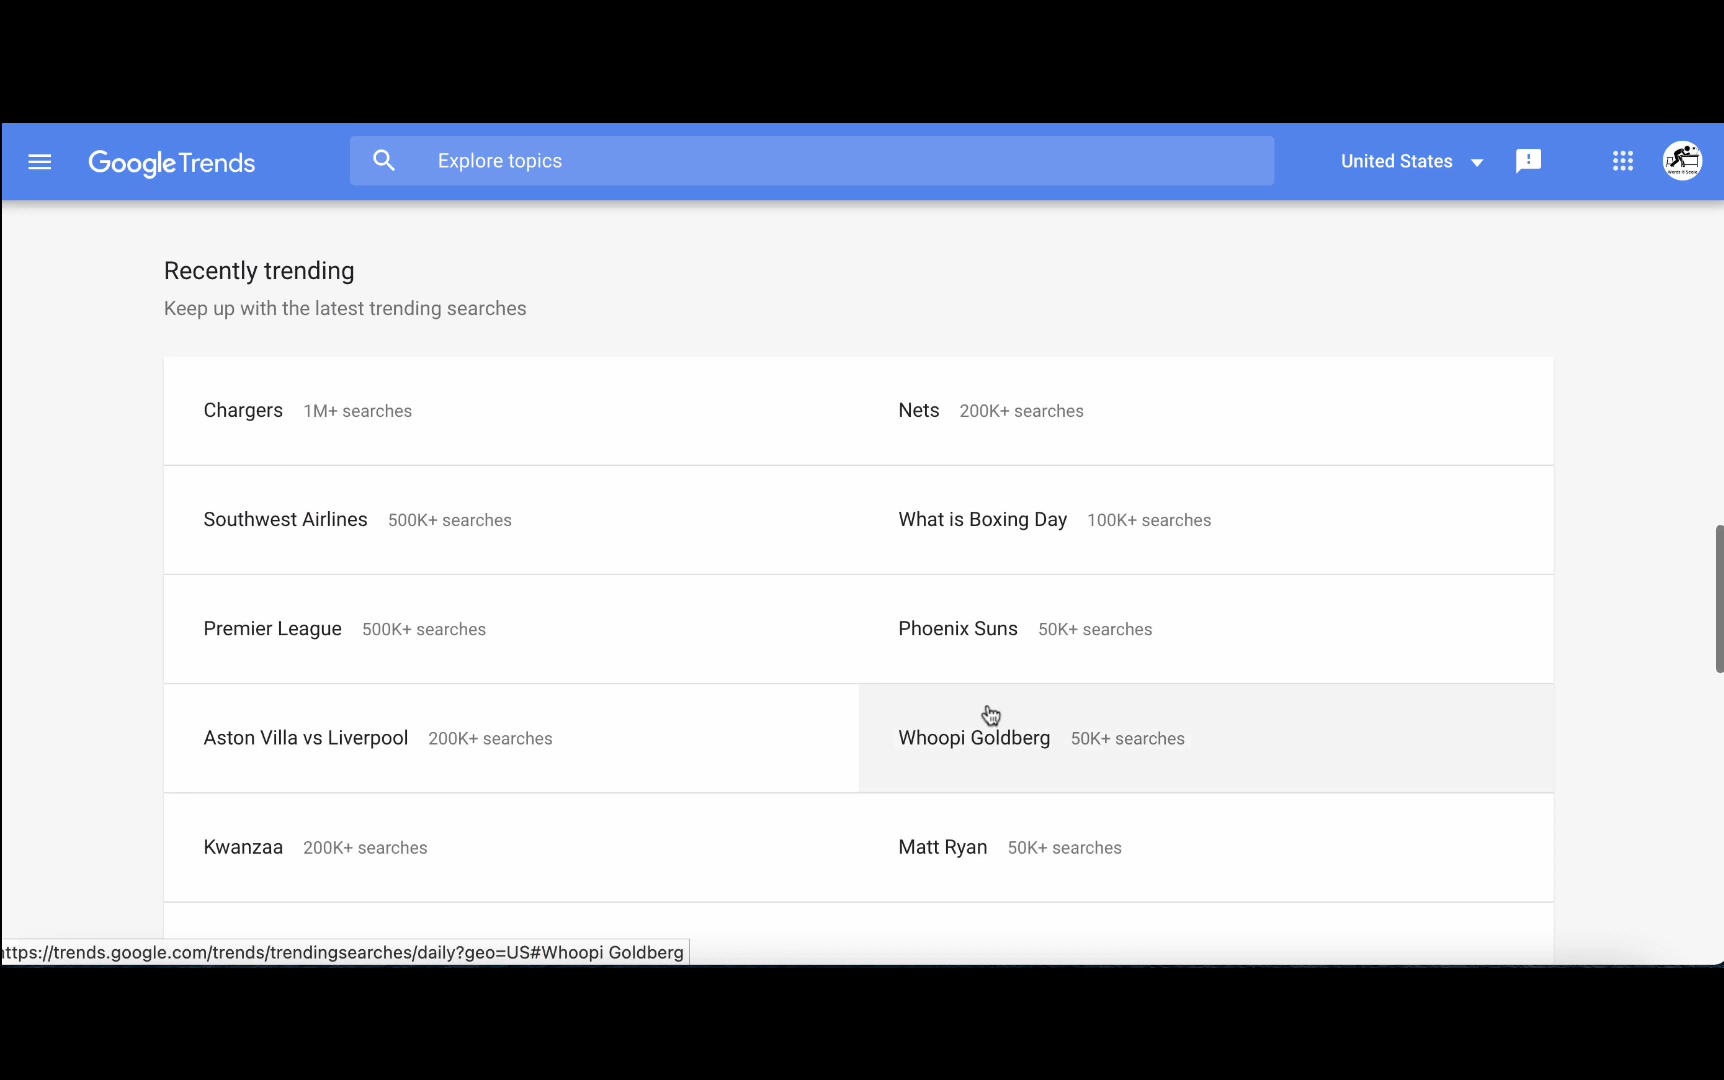 Google Trends
Explore topics
United States
Recently trending
Keep up with the latest trending searches
Chargers 1M+ searches
Nets 200K+ searches
Southwest Airlines 500K+ searches
What is Boxing Day 100K+ searches
Premier League 500K+ searches
Phoenix Suns 50K+ searches
Aston Villa vs Liverpool 200K+ searches
Whoopi Goldberg 50K+ searches
Kwanzaa 200K+ searches
Matt Ryan 50K+ searches
ttps://trends.google.com/trends/trendingsearches/daily?geo=US#Whoopi Goldberg